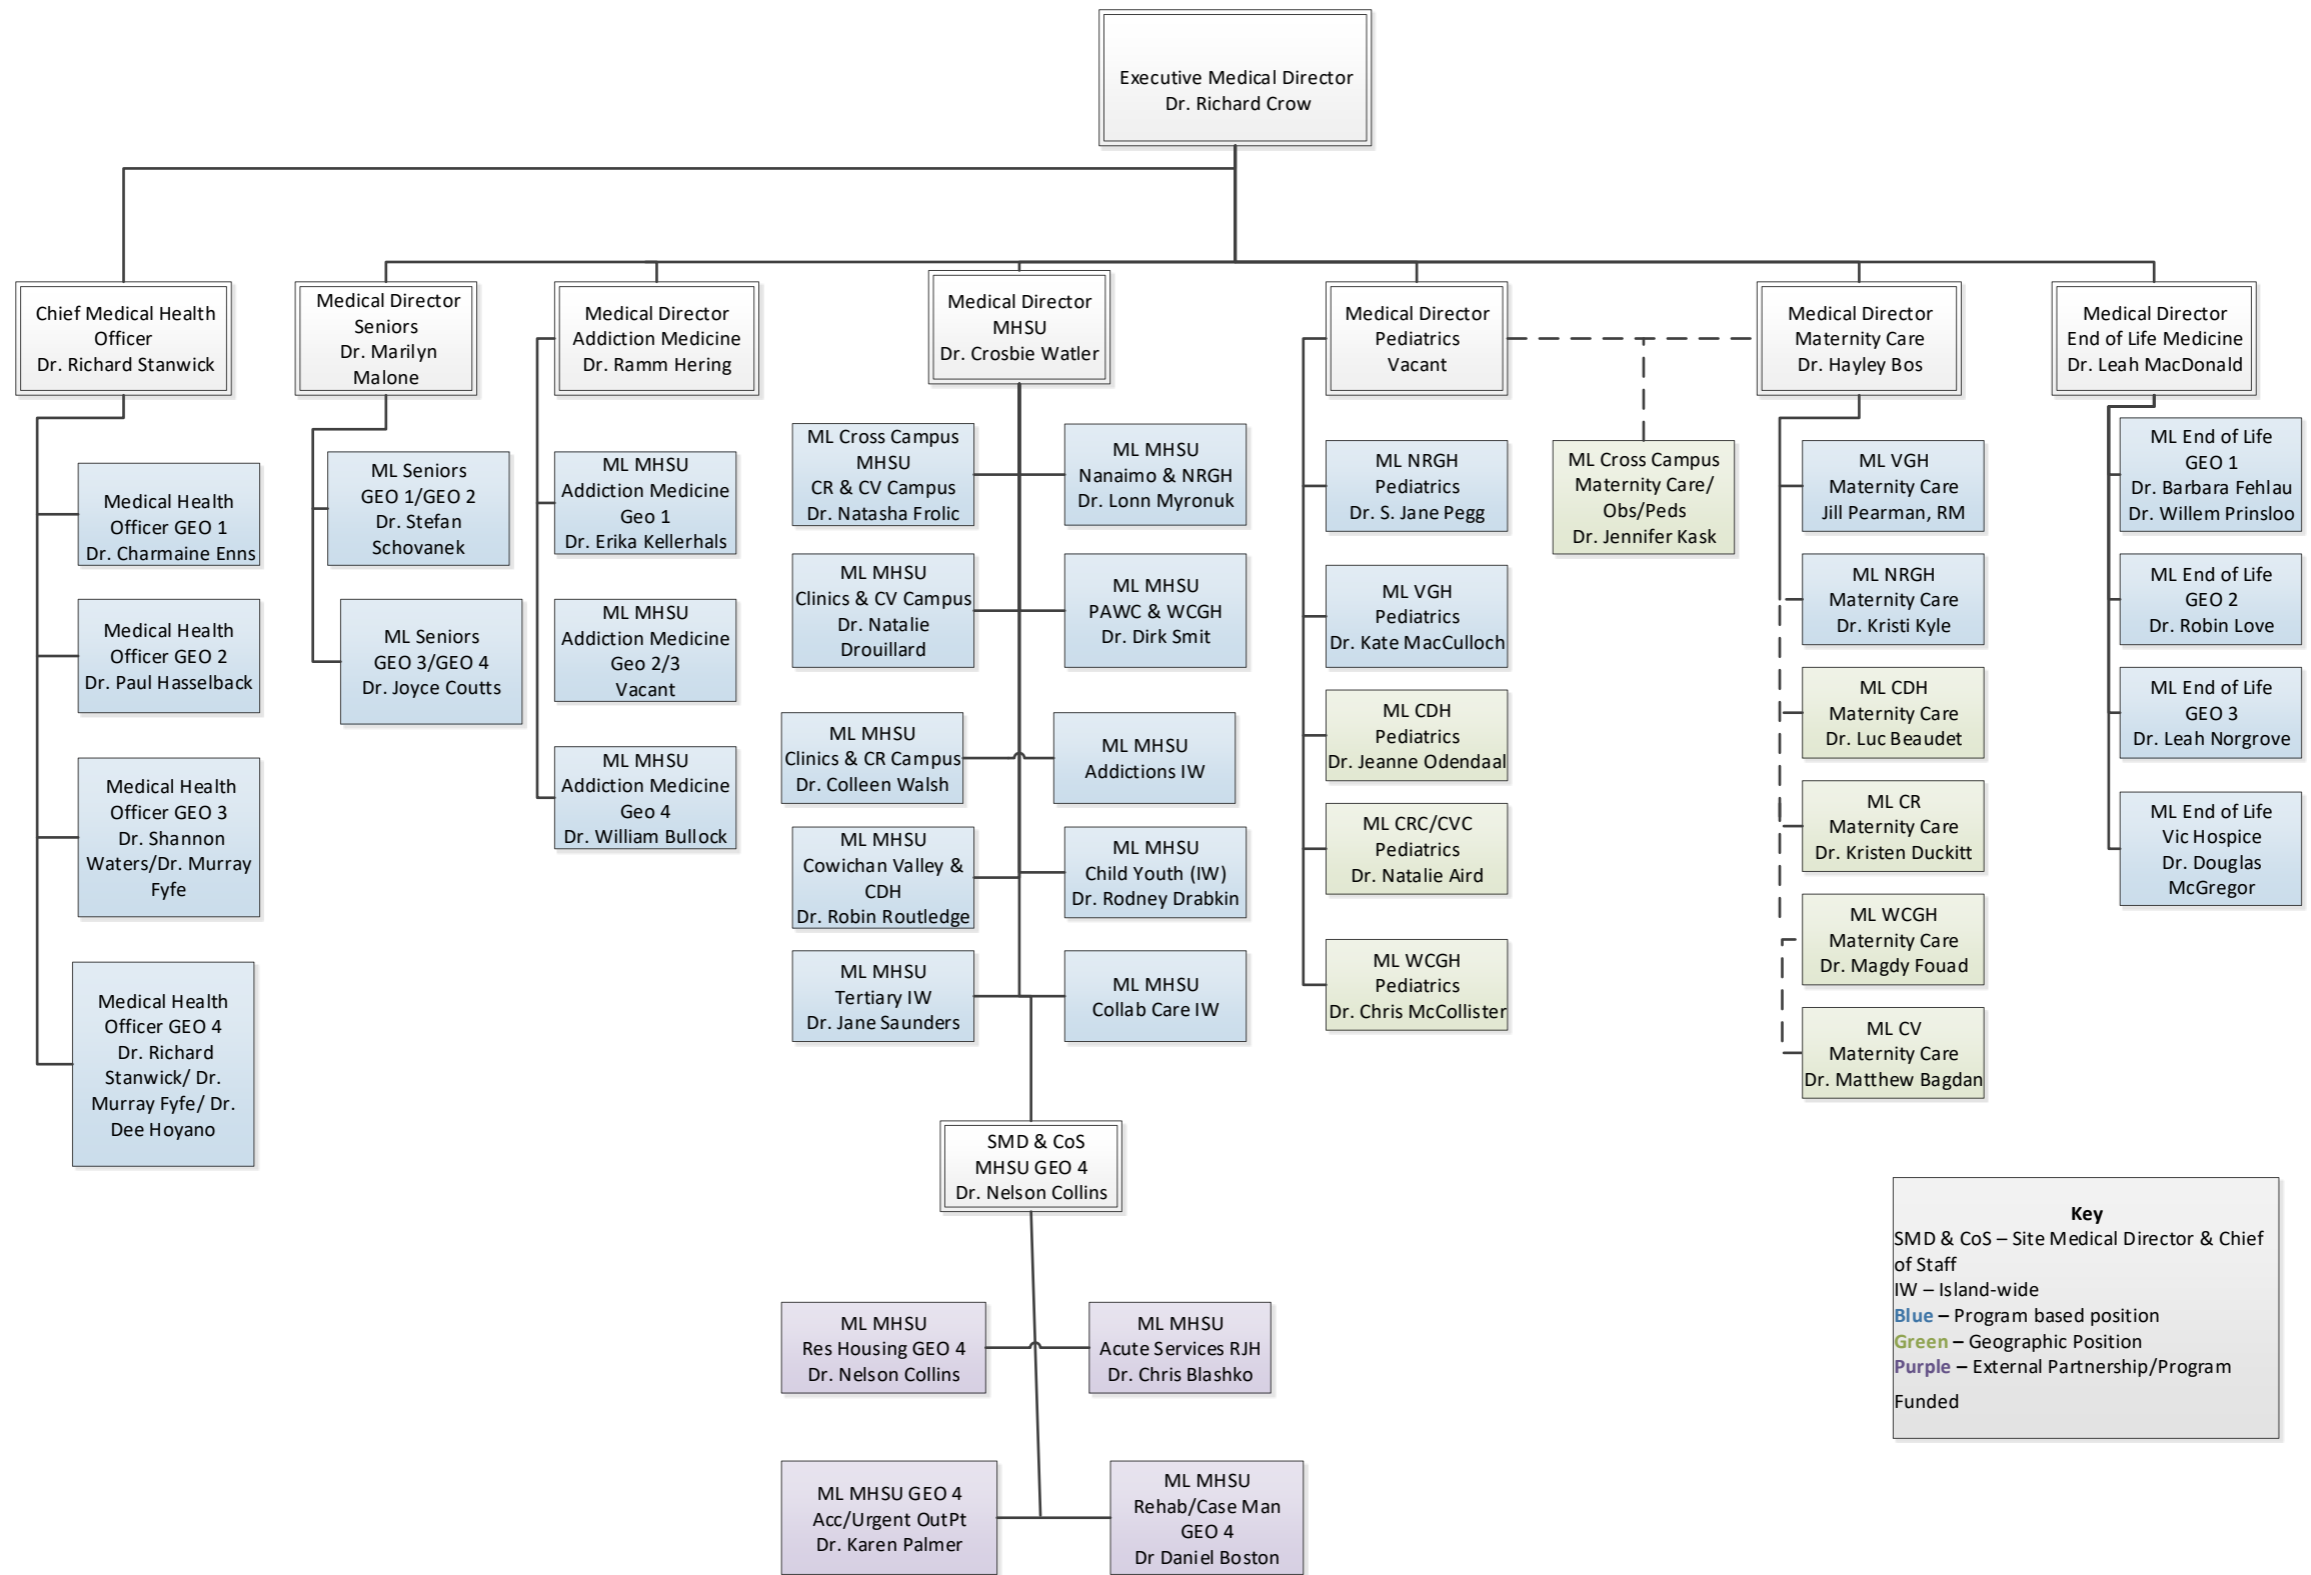 Executive Medical Director
Dr. Richard Crow
Chief Medical Health
Officer
Dr. Richard Stanwick
Medical Director
Seniors
Dr. Marilyn
Malone
Medical Director
Addiction Medicine
Dr. Ramm Hering
Medical Director
MHSU
Dr. Crosbie Watler
Medical Director
Pediatrics
Vacant
Medical Director
Maternity Care
Dr. Hayley Bos
Medical Director
End of Life Medicine
Dr. Leah MacDonald
Medical Health
Officer GEO 1
Dr. Charmaine Enns
Medical Health
Officer GEO 2
Dr. Paul Hasselback
Medical Health
Officer GEO 3
Dr. Shannon
Waters/Dr. Murray
Fyfe
Medical Health
Officer GEO 4
Dr. Richard
Stanwick/ Dr.
Murray Fyfe/ Dr.
Dee Hoyano
ML Seniors
GEO 1/GEO 2
Dr. Stefan
Schovanek
ML Seniors
GEO 3/GEO 4
Dr. Joyce Coutts
ML MHSU
Addiction Medicine
Geo 1
Dr. Erika Kellerhals
ML MHSU
Addiction Medicine
Geo 2/3
Vacant
ML MHSU
Addiction Medicine
Geo 4
Dr. William Bullock
ML Cross Campus
MHSU
CR & CV Campus
Dr. Natasha Frolic
ML MHSU
Nanaimo & NRGH
Dr. Lonn Myronuk
ML MHSU
Clinics & CV Campus
Dr. Natalie
Drouillard
ML MHSU
PAWC & WCGH
Dr. Dirk Smit
ML MHSU
Clinics & CR Campus
Dr. Colleen Walsh
ML MHSU
Addictions IW
ML MHSU
Cowichan Valley &
CDH
Dr. Robin Routledge
ML MHSU
Child Youth (IW)
Dr. Rodney Drabkin
ML MHSU
Tertiary IW
Dr. Jane Saunders
ML MHSU
Collab Care IW
SMD & CoS
MHSU GEO 4
Dr. Nelson Collins
ML MHSU
Res Housing GEO 4
Dr. Nelson Collins
ML MHSU
Acute Services RJH
Dr. Chris Blashko
ML MHSU GEO 4
Acc/Urgent OutPt
Dr. Karen Palmer
ML MHSU
Rehab/Case Man
GEO 4
Dr Daniel Boston
ML NRGH
Pediatrics
Dr. S. Jane Pegg
ML VGH
Pediatrics
Dr. Kate MacCulloch
ML CDH
Pediatrics
Dr. Jeanne Odendaal
ML CRC/CVC
Pediatrics
Dr. Natalie Aird
ML WCGH
Pediatrics
Dr. Chris McCollister
ML Cross Campus
Maternity Care/
Obs/Peds
Dr. Jennifer Kask
ML VGH
Maternity Care
Jill Pearman, RM
ML NRGH
Maternity Care
Dr. Kristi Kyle
ML CDH
Maternity Care
Dr. Luc Beaudet
ML CR
Maternity Care
Dr. Kristen Duckitt
ML WCGH
Maternity Care
Dr. Magdy Fouad
ML CV
Maternity Care
Dr. Matthew Bagdan
ML End of Life
GEO 1
Dr. Barbara Fehlau
Dr. Willem Prinsloo
ML End of Life
GEO 2
Dr. Robin Love
ML End of Life
GEO 3
Dr. Leah Norgrove
ML End of Life
Vic Hospice
Dr. Douglas
McGregor
Key
SMD & CoS – Site Medical Director & Chief
of Staff
IW – Island-wide
Blue – Program based position
Green – Geographic Position
Purple – External Partnership/Program
Funded